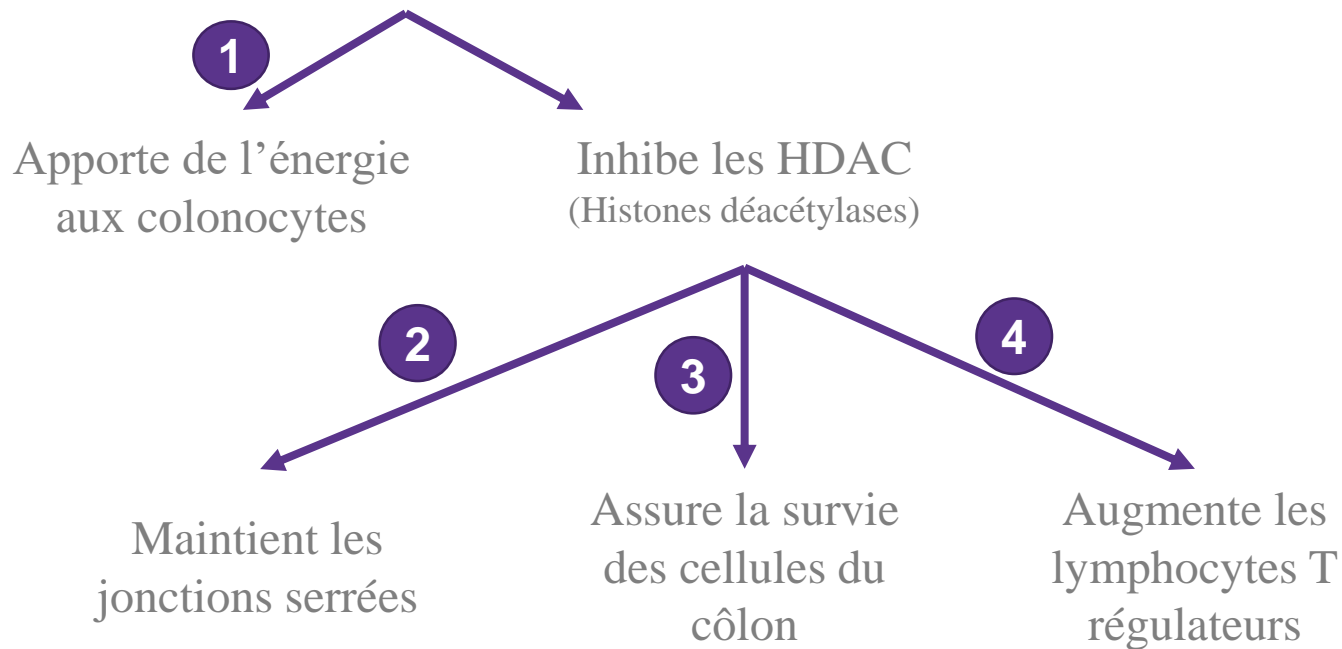 1
Apporte de l’énergie
aux colonocytes
Inhibe les HDAC
(Histones déacétylases)
2
3
4
Maintient les
jonctions serrées
Assure la survie
des cellules du
côlon
Augmente les
lymphocytes T
régulateurs